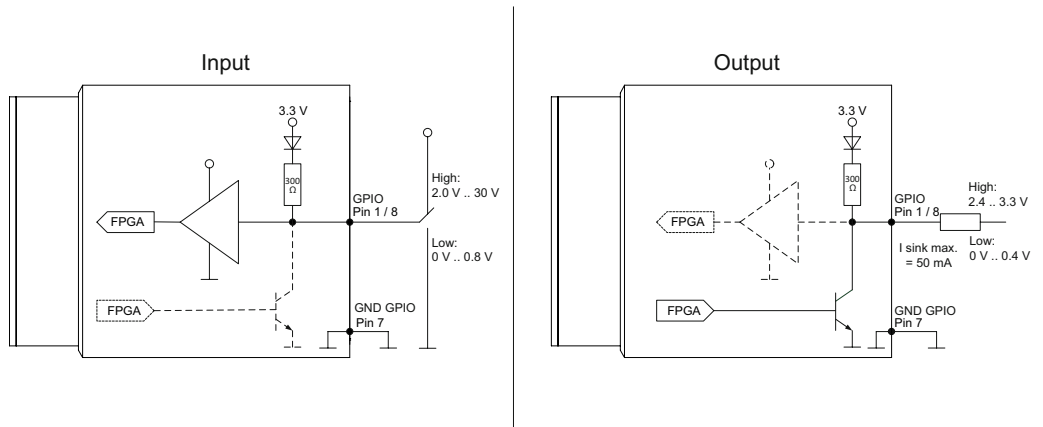 Input
3.3 V
300
Ω
FPGA
GPIO
Pin 1 / 8
High:
2.0 V .. 30 V
Low:
0 V .. 0.8 V
FPGA
GND GPIO
Pin 7
Output
3.3 V
300
Ω
FPGA
GPIO
Pin 1 / 8
High:
2.4 .. 3.3 V
I sink max.
= 50 mA
Low:
0 V .. 0.4 V
FPGA
GND GPIO
Pin 7